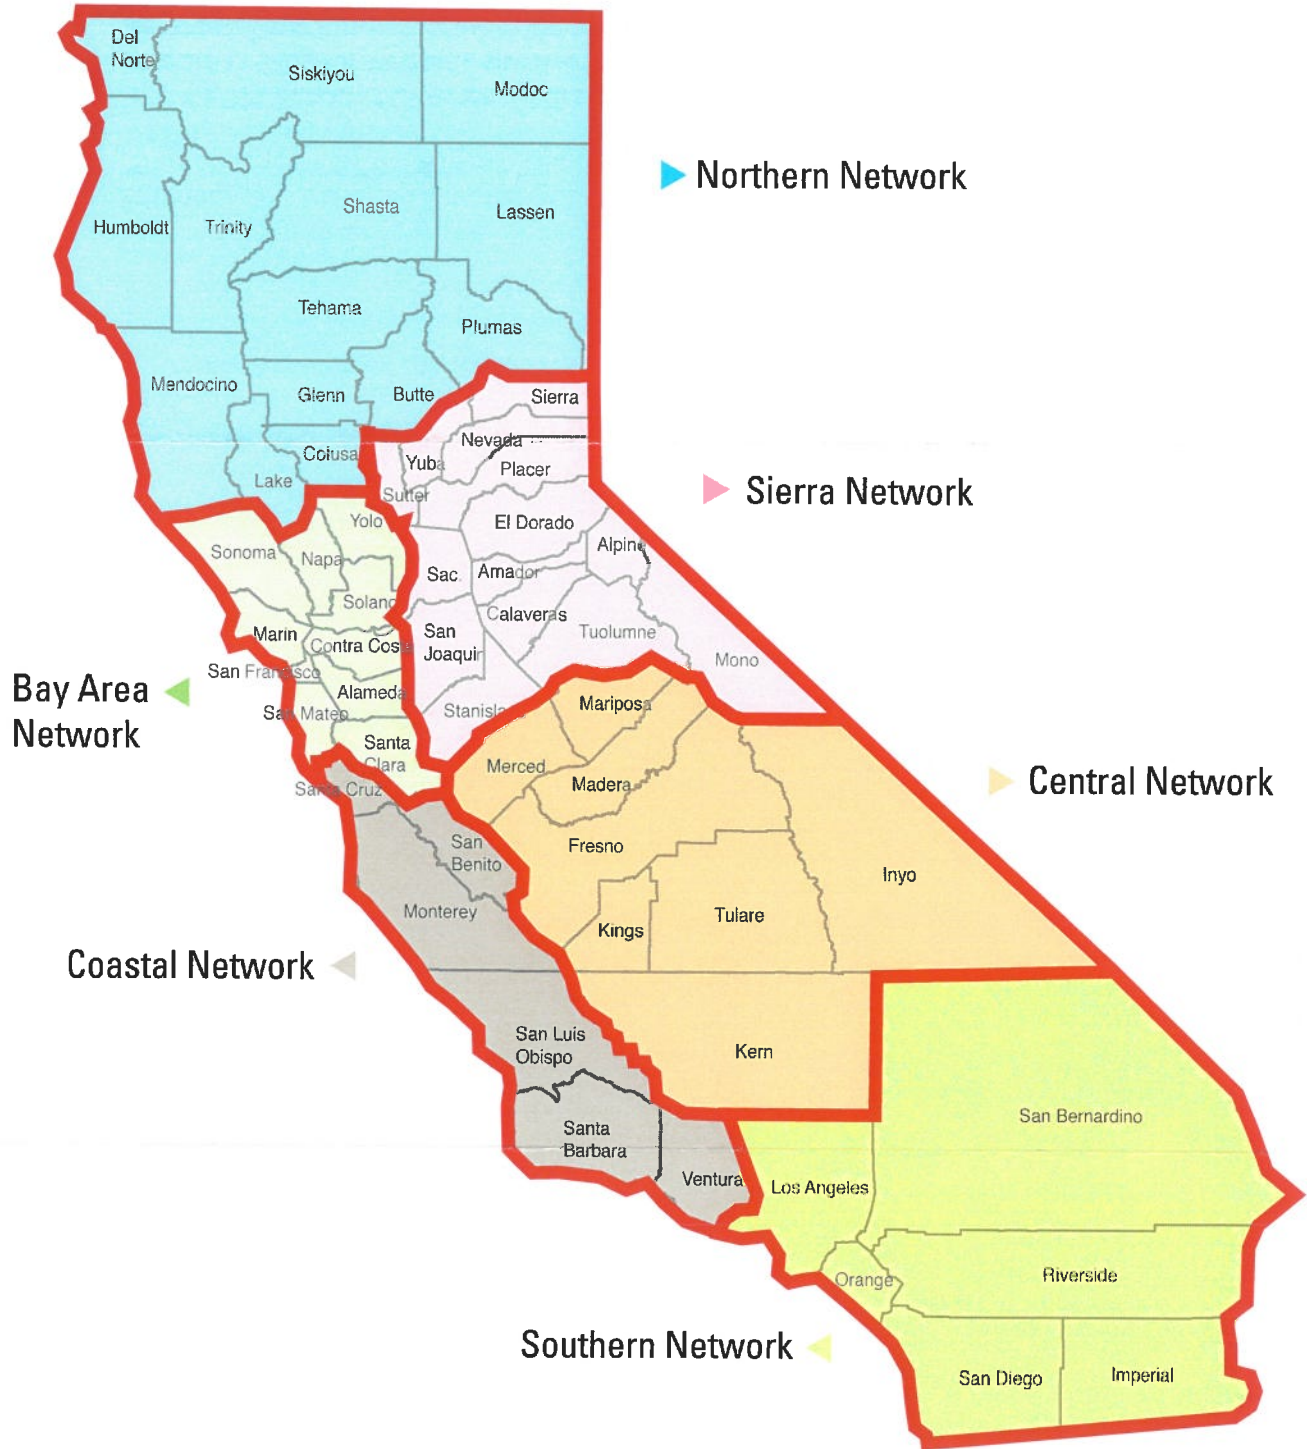 Del
Norte
Siskiyou
Modoc
Northern Network
Shasta
Lassen
Humboldt
Trinity
Tehama
Plumas
Mendocino
Glenn
Butte
Sierra
Nevada
Colusa
Yuba
Placer
Lake
Sutter
Sierra Network
Yolo
El Dorado
Sonoma
Napa
Alpine
Sac.
Amador
Solano
Calaveras
Marin
Contra Cos
San
Joaquin
Tuolumne
Mono
San Francisco
Bay Area
Network
Alameda
San Mateo
Stanisla
Mariposa
Santa
Clara
Merced
Santa Cruz
Madera
Central Network
San
Benito
Fresno
Inyo
Monterey
Kings
Tulare
Coastal Network
San Luis
Obispo
Kern
San Bernardino
Santa
Barbara
Ventura
Los Angeles
Orange
Riverside
Southern Network
San Diego
Imperial